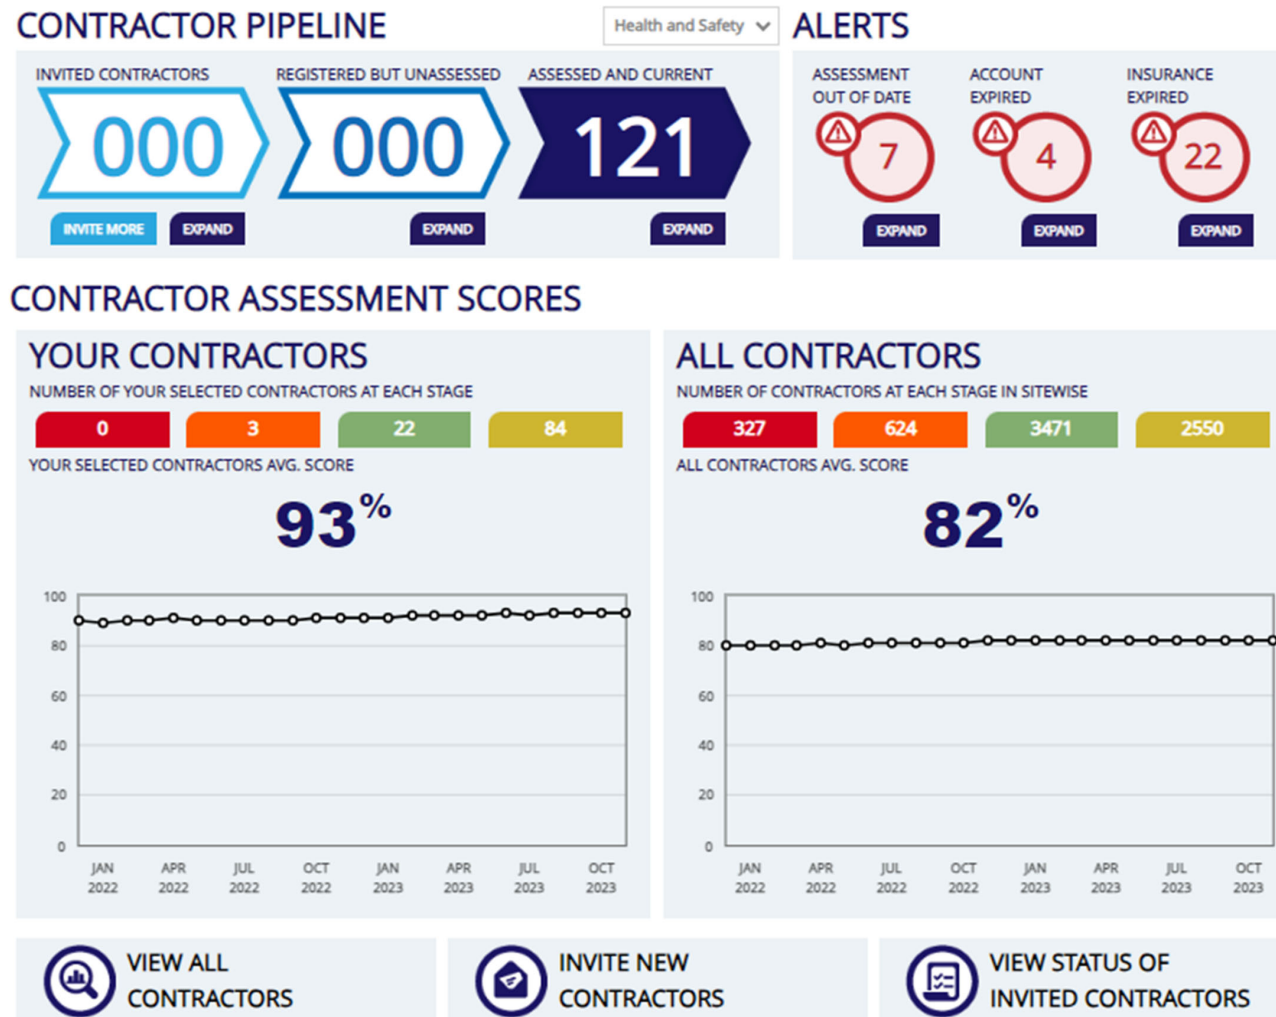 CONTRACTOR PIPELINE
Health and Safety
INVITED CONTRACTORS
REGISTERED BUT UNASSESSED
ASSESSED AND CURRENT
000
000
121
INVITE MORE
EXPAND
EXPAND
EXPAND
ALERTS
ASSESSMENT
OUT OF DATE
ACCOUNT
EXPIRED
INSURANCE
EXPIRED
7
4
22
EXPAND
EXPAND
EXPAND
CONTRACTOR ASSESSMENT SCORES
YOUR CONTRACTORS
NUMBER OF YOUR SELECTED CONTRACTORS AT EACH STAGE
0 3 22 84
YOUR SELECTED CONTRACTORS AVG. SCORE
93%
100
80
60
40
20
0
JAN 2022
APR 2022
JUL 2022
OCT 2022
JAN 2023
APR 2023
JUL 2023
OCT 2023
ALL CONTRACTORS
NUMBER OF CONTRACTORS AT EACH STAGE IN SITEWISE
327 624 3471 2550
ALL CONTRACTORS AVG. SCORE
82%
100
80
60
40
20
0
JAN 2022
APR 2022
JUL 2022
OCT 2022
JAN 2023
APR 2023
JUL 2023
OCT 2023
VIEW ALL
CONTRACTORS
INVITE NEW
CONTRACTORS
VIEW STATUS OF
INVITED CONTRACTORS